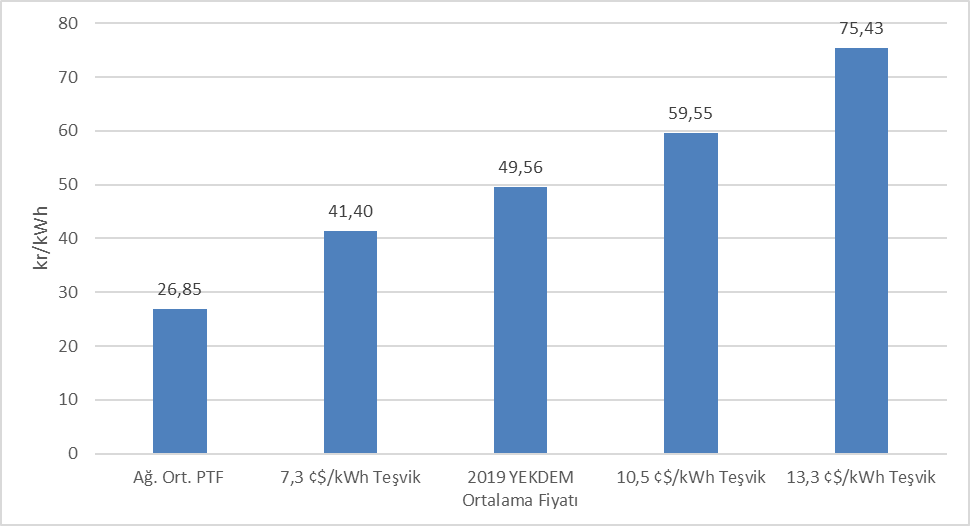 80
70
60
50
40
30
20
10
0
kr/kWh
26,85
41,40
49,56
59,55
75,43
Ağ. Ort. PTF
7,3 ¢$/kWh Teşvik
2019 YEKDEM
Ortalama Fiyatı
10,5 ¢$/kWh Teşvik
13,3 ¢$/kWh Teşvik